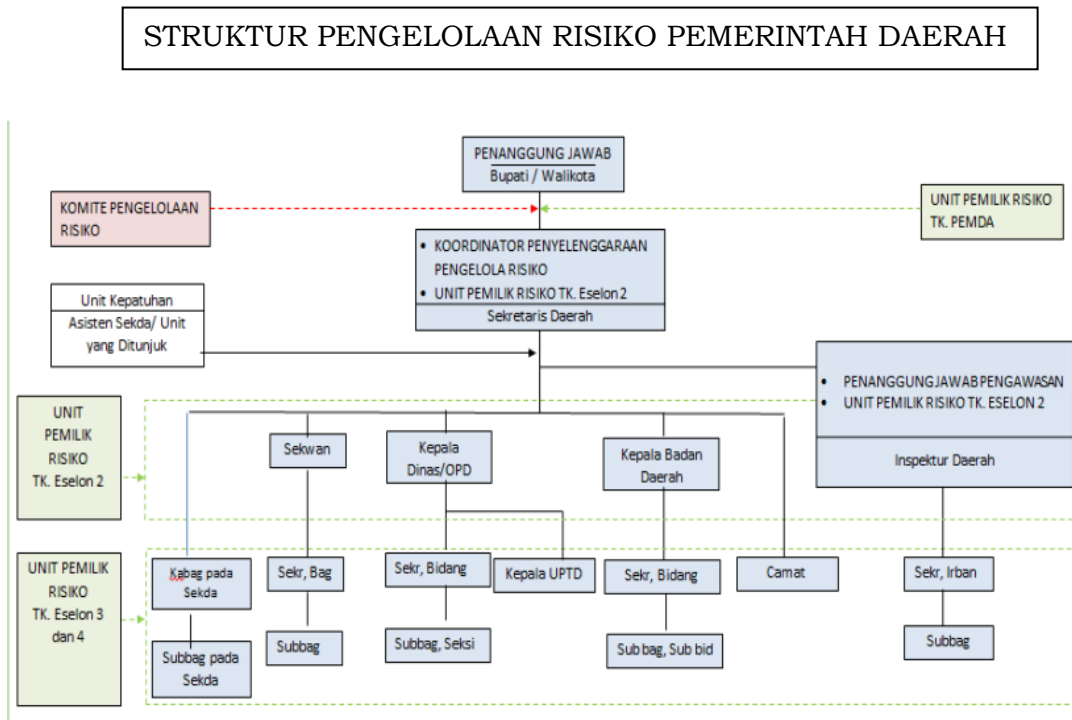 STRUKTUR PENGELOLAAN RISIKO PEMERINTAH DAERAH
PENANGGUNG JAWAB
Bupati / Walikota
KOMITE PENGELOLAAN
RISIKO
UNIT PEMILIK RISIKO
TK. PEMDA
• KOORDINATOR PENYELENGGARAAN
PENGELOLA RISIKO
• UNIT PEMILIK RISIKO TK. Eselon 2
Sekretaris Daerah
Unit Kepatuhan
Asisten Sekda/ Unit
yang Ditunjuk
• PENANGGUNG JAWAB PENGAWASAN
• UNIT PEMILIK RISIKO TK. ESELON 2
Inspektur Daerah
UNIT
PEMILIK
RISIKO
TK. Eselon 2
Sekwan
Kepala
Dinas/OPD
Kepala Badan
Daerah
UNIT PEMILIK
RISIKO
TK. Eselon 3
dan 4
Kabag pada
Sekda
Sekr, Bag
Sekr, Bidang
Kepala UPTD
Sekr, Bidang
Camat
Sekr, Irban
Subbag pada
Sekda
Subbag
Subbag, Seksi
Sub bag, Sub bid
Subbag